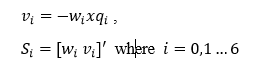 vᵢ = −wᵢxqᵢ ,
Sᵢ = [wᵢ vᵢ]′ where i = 0,1 … 6